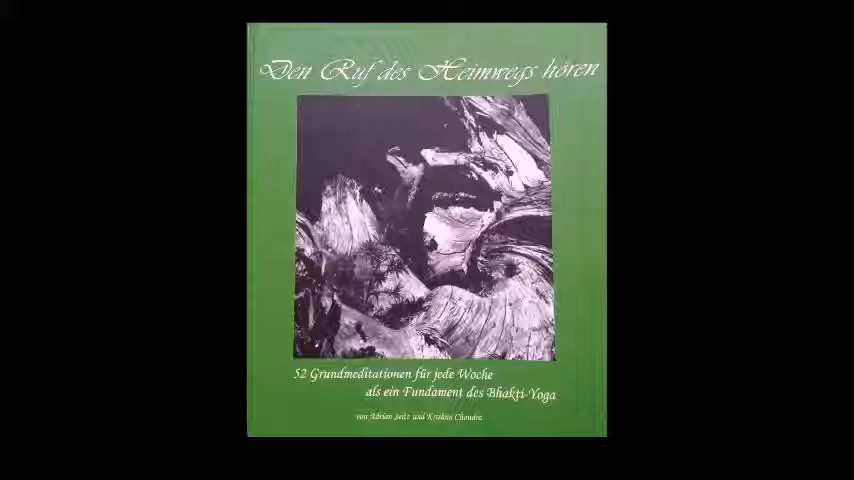 Den Ruf des Heimwegs hören
52 Grundmeditationen für jede Woche
als ein Fundament des Bhakti-Yoga
von Adrian Seitz und Krishna Chandra